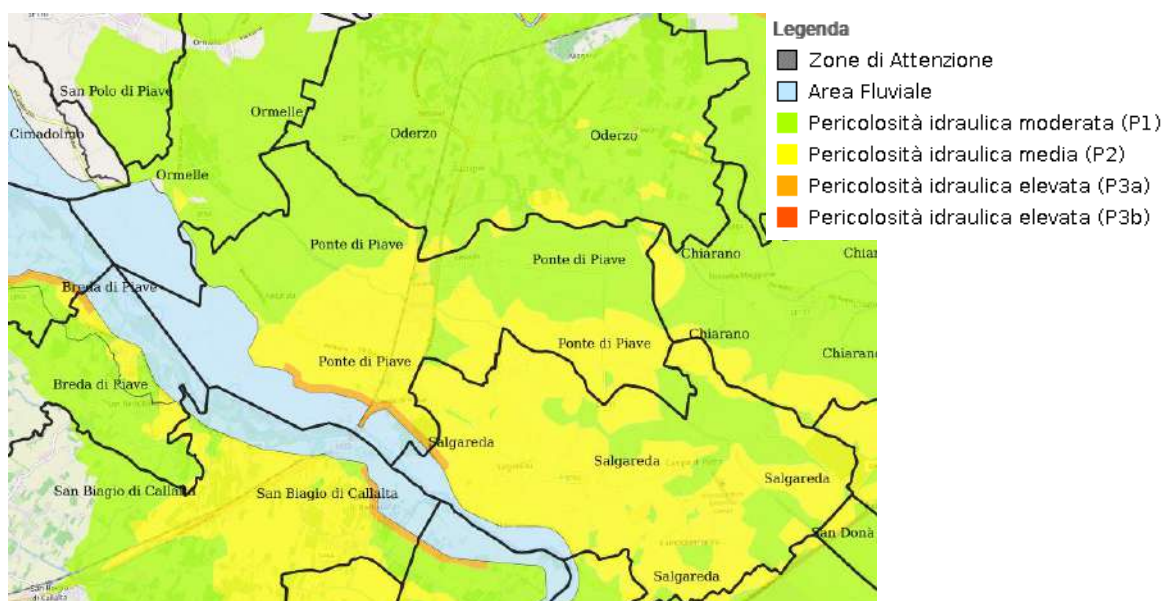 Legenda
Zone di Attenzione
Area Fluviale
Pericolosità idraulica moderata (P1)
Pericolosità idraulica media (P2)
Pericolosità idraulica elevata (P3a)
Pericolosità idraulica elevata (P3b)
San Polo di Piave
Ormelle
Cimadolmo
Oderzo
Oderzo
Ormelle
Ponte di Piave
Ponte di Piave
Chiarano
Chiar
Breda di Piave
Chiarano
Ponte di Piave
Ponte di Piave
Chiaran
Breda di Piave
Salgareda
Salgareda
Salgareda
San Biagio di Callalta
San Biagio di Callalta
San Donà
Salgareda